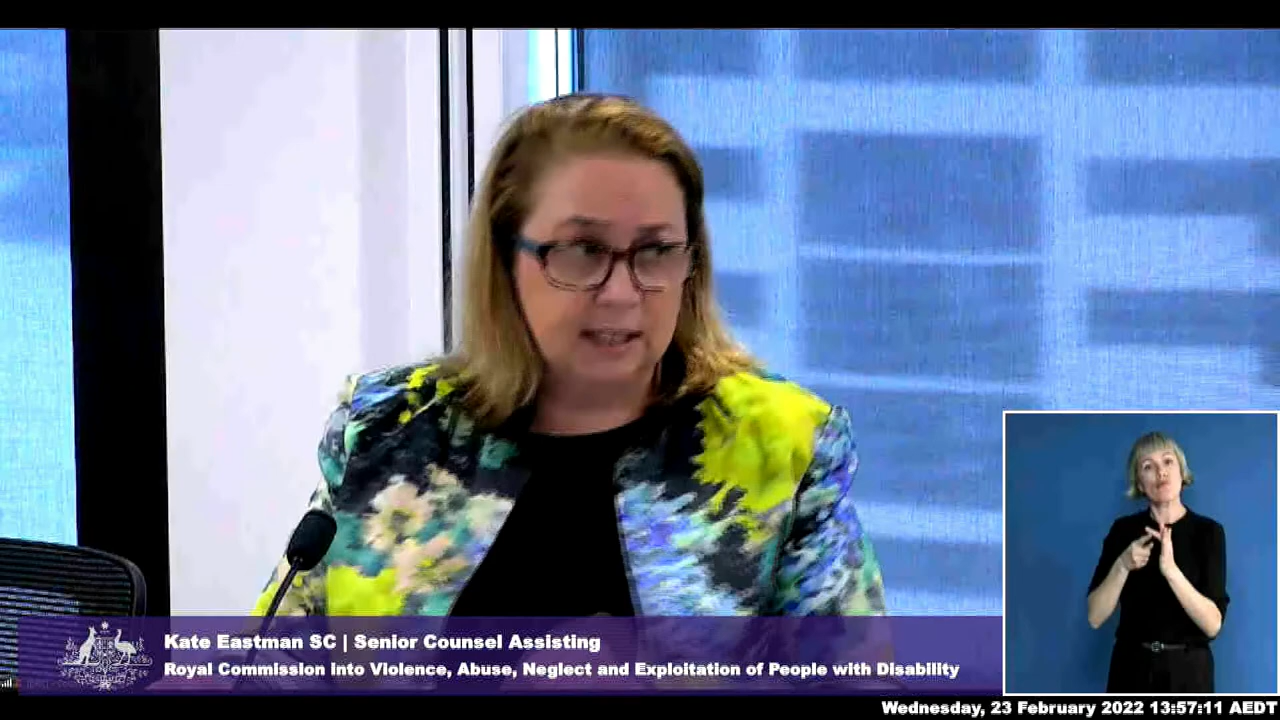 Kate Eastman SC | Senior Counsel Assisting
Royal Commission into Violence, Abuse, Neglect and Exploitation of People with Disability
Wednesday, 23 February 2022 13:57:11 AEDT